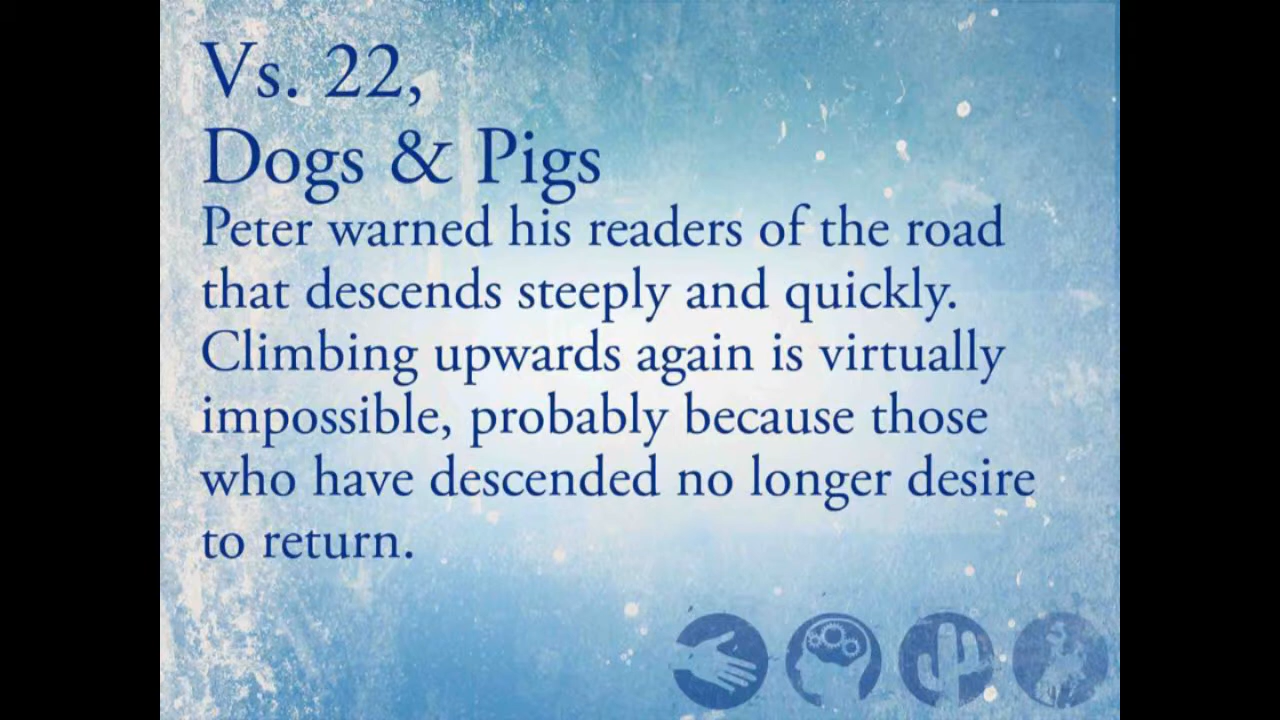 Vs. 22,
Dogs & Pigs
Peter warned his readers of the road
that descends steeply and quickly.
Climbing upwards again is virtually
impossible, probably because those
who have descended no longer desire
to return.